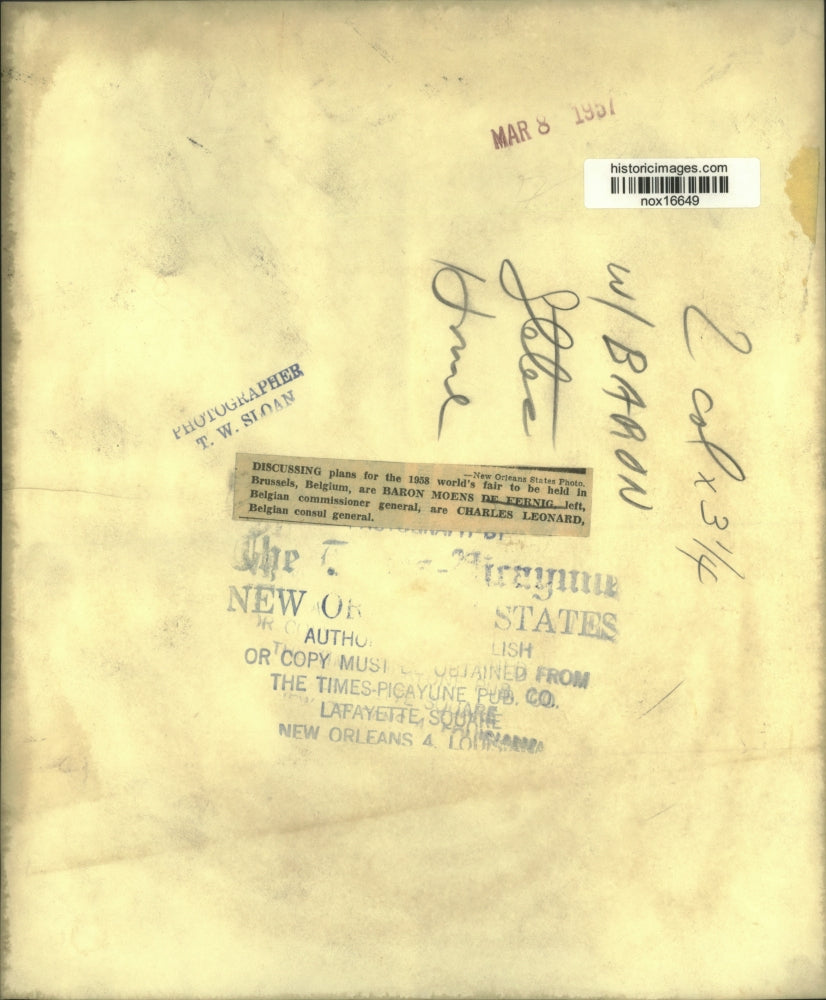 MAR 8 1957
historicimages.com
nox16649
2 col x 3 1/4
w/ BARON
States
PHOTOGRAPHER
T. W. SLOAN
—New Orleans States Photo.
DISCUSSING plans for the 1958 world's fair to be held in
Brussels, Belgium, are BARON MOENS DE FERNIG, left,
Belgian commissioner general, are CHARLES LEONARD,
Belgian consul general.
The Picayune
NEW OR STATES
AUTHO LISH
OR COPY MUST BE OBTAINED FROM
THE TIMES-PICAYUNE PUB. CO.
LAFAYETTE SQUARE
NEW ORLEANS 4, LOUISIANA